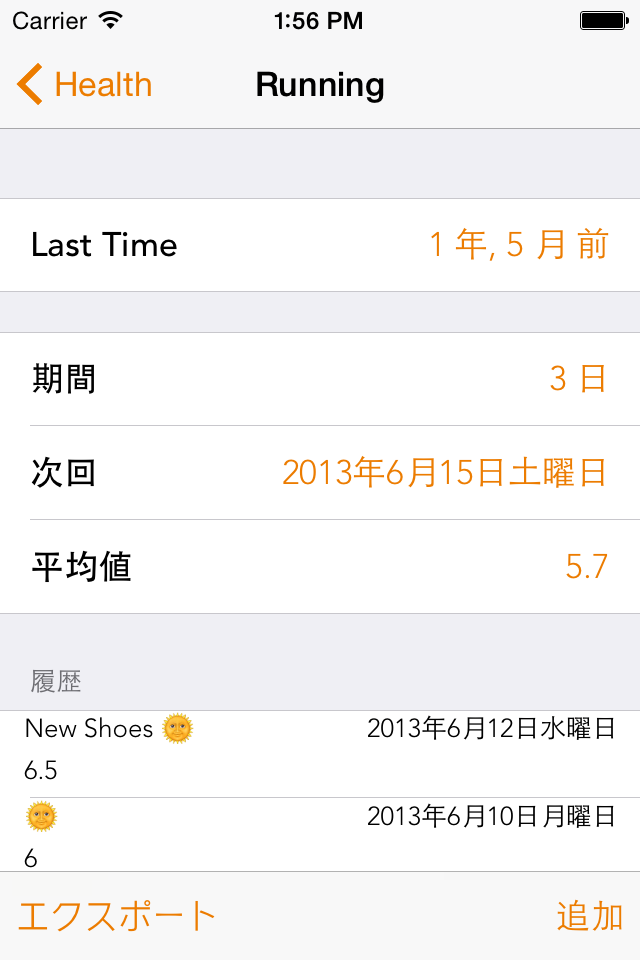 Carrier 1:56 PM
Health Running
Last Time 1 年, 5 月 前
期間 3 日
次回 2013年6月15日土曜日
平均値 5.7
履歴
New Shoes 🌞 2013年6月12日水曜日
6.5
🌞 2013年6月10日月曜日
6
エクスポート 追加